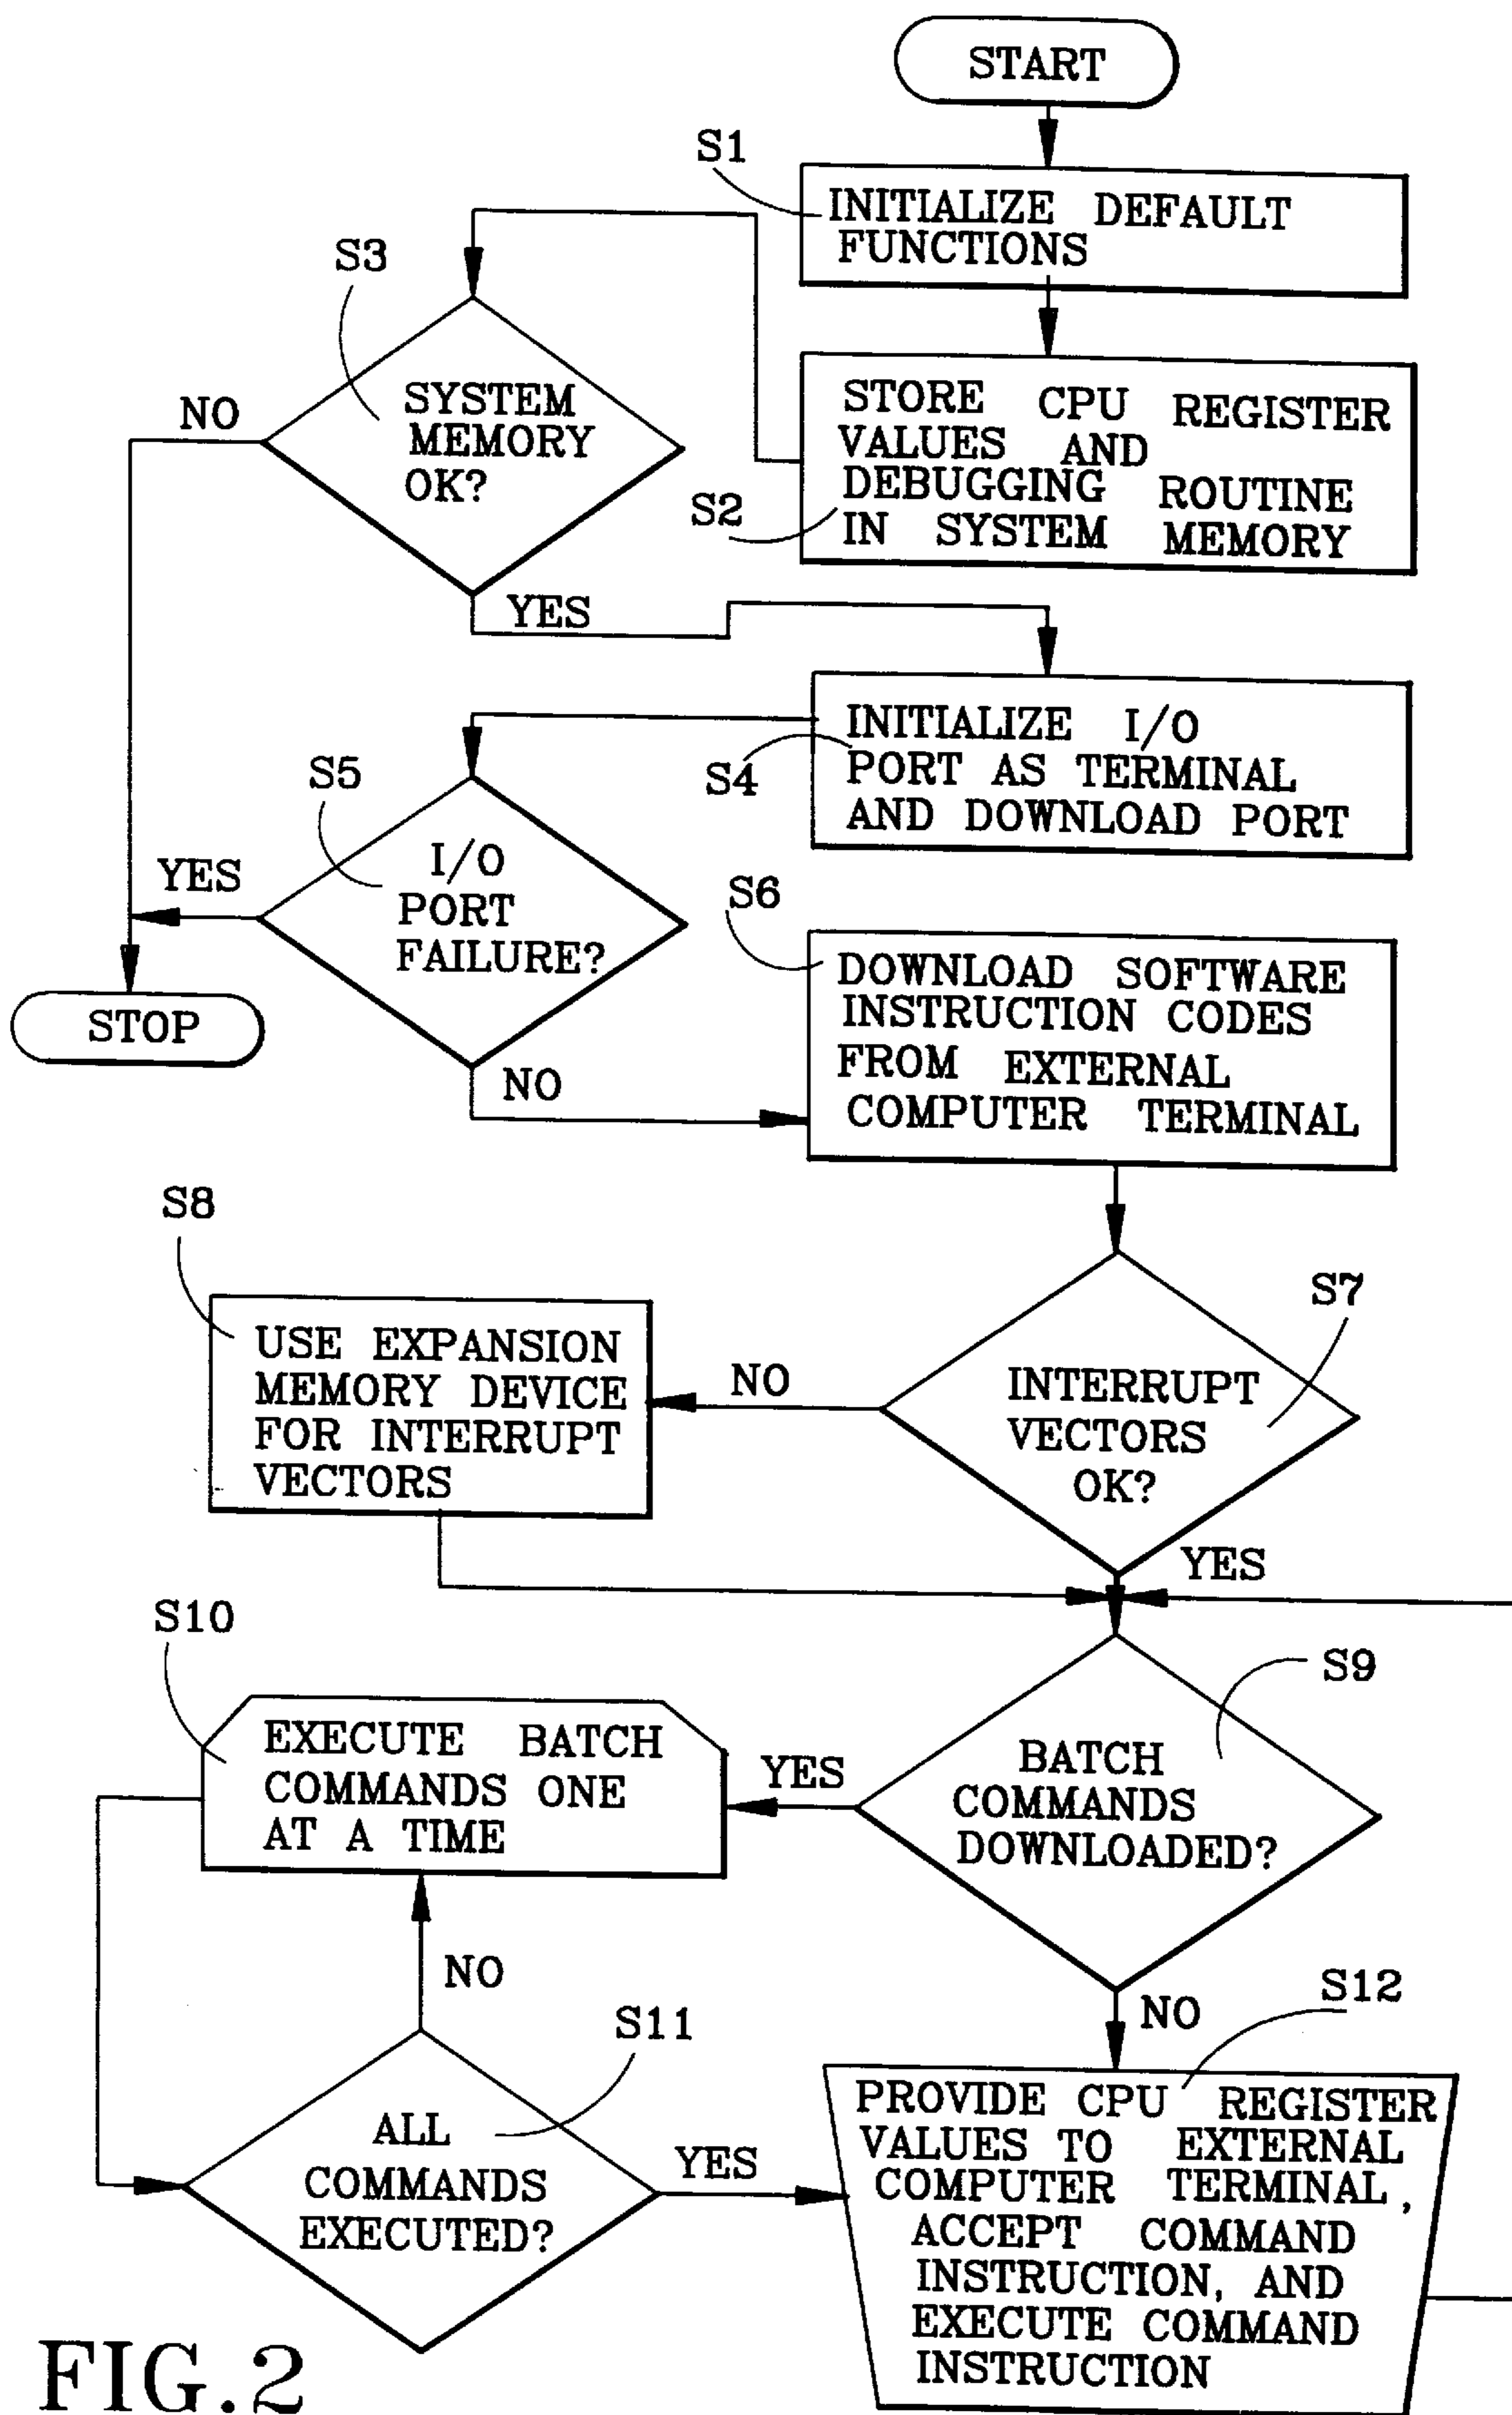 START
S1
INITIALIZE DEFAULT
FUNCTIONS
S3
SYSTEM
MEMORY
OK?
NO
YES
S2
STORE CPU REGISTER
VALUES AND
DEBUGGING ROUTINE
IN SYSTEM MEMORY
S4
INITIALIZE I/O
PORT AS TERMINAL
AND DOWNLOAD PORT
S5
I/O
PORT
FAILURE?
YES
STOP
NO
S6
DOWNLOAD SOFTWARE
INSTRUCTION CODES
FROM EXTERNAL
COMPUTER TERMINAL
S7
INTERRUPT
VECTORS
OK?
NO
YES
S8
USE EXPANSION
MEMORY DEVICE
FOR INTERRUPT
VECTORS
S9
BATCH
COMMANDS
DOWNLOADED?
YES
NO
S10
EXECUTE BATCH
COMMANDS ONE
AT A TIME
NO
S11
ALL
COMMANDS
EXECUTED?
YES
S12
PROVIDE CPU REGISTER
VALUES TO EXTERNAL
COMPUTER TERMINAL,
ACCEPT COMMAND
INSTRUCTION, AND
EXECUTE COMMAND
INSTRUCTION
FIG.2